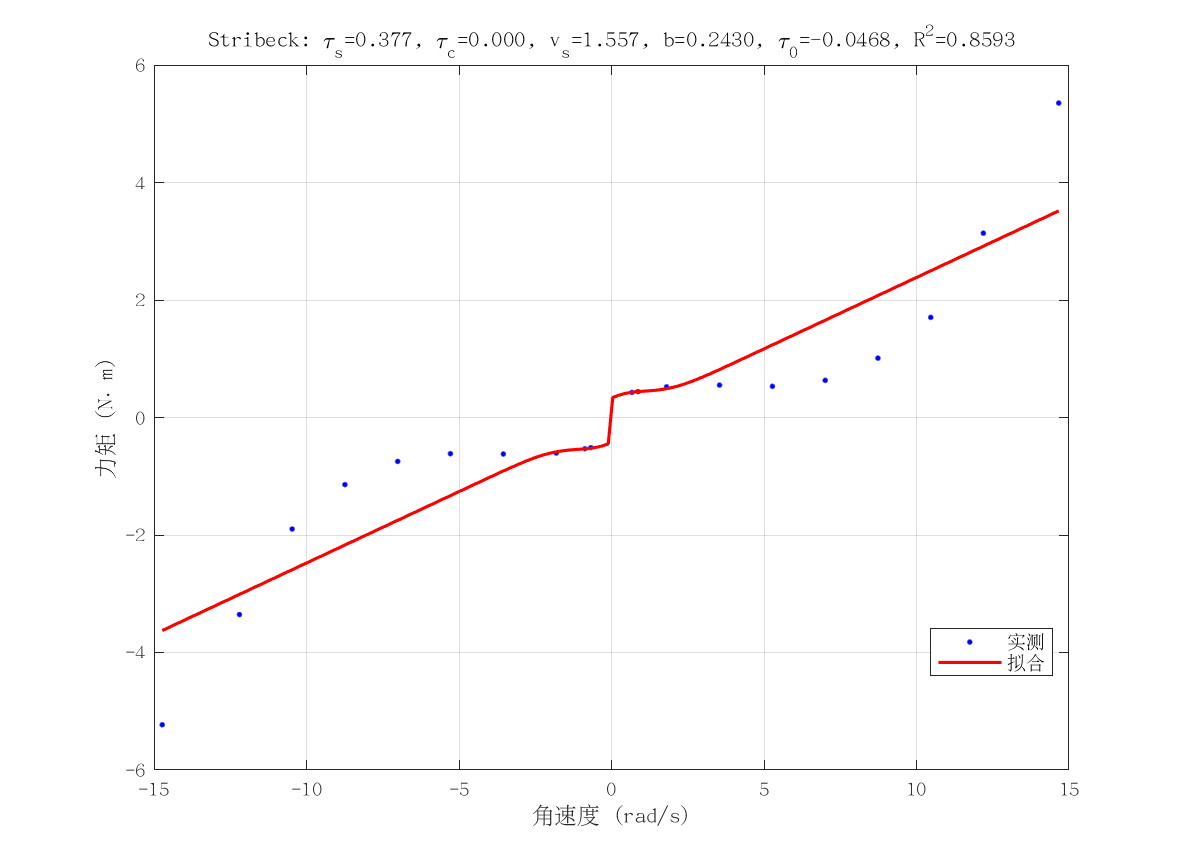 Stribeck: τs=0.377, τc=0.000, vs=1.557, b=0.2430, τ0=-0.0468, R2=0.8593
6
4
2
0
-2
-4
-6
力矩 (N·m)
实测
拟合
-15 -10 -5 0 5 10 15
角速度 (rad/s)